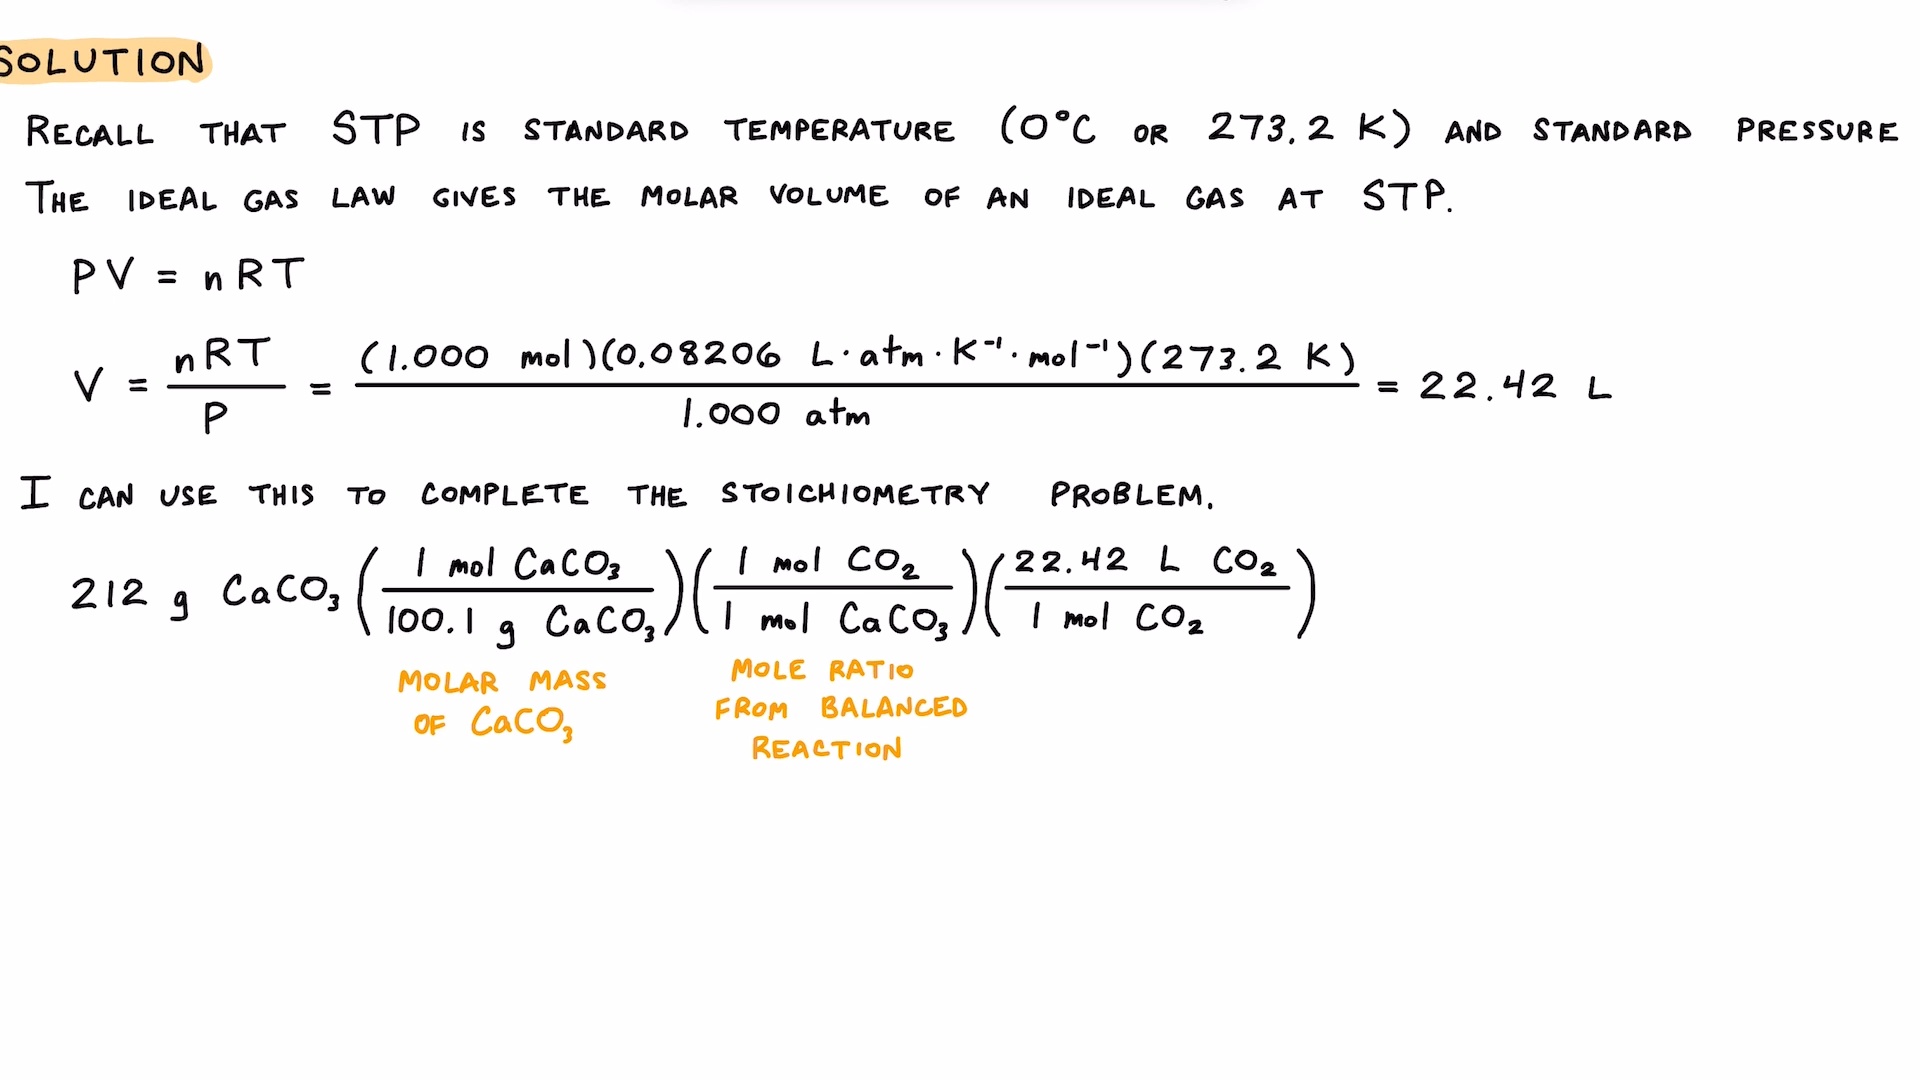 SOLUTION
RECALL THAT STP IS STANDARD TEMPERATURE (0°C OR 273.2 K) AND STANDARD PRESSURE
THE IDEAL GAS LAW GIVES THE MOLAR VOLUME OF AN IDEAL GAS AT STP.
PV = nRT
V = nRT/P = (1.000 mol)(0.08206 L·atm·K⁻¹·mol⁻¹)(273.2 K)/1.000 atm = 22.42 L
I CAN USE THIS TO COMPLETE THE STOICHIOMETRY PROBLEM.
212 g CaCO₃ (1 mol CaCO₃/100.1 g CaCO₃)(1 mol CO₂/1 mol CaCO₃)(22.42 L CO₂/1 mol CO₂)
MOLAR MASS
OF CaCO₃
MOLE RATIO
FROM BALANCED
REACTION